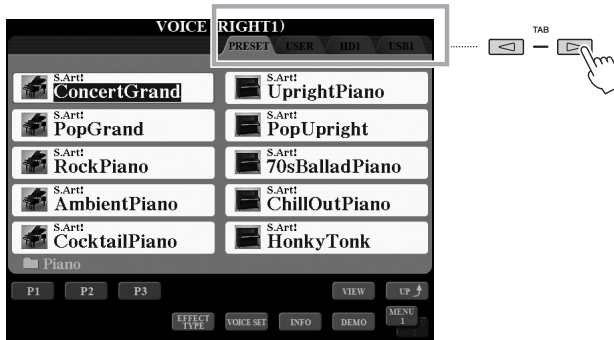 VOICE (RIGHT1)
PRESET USER HD1 USB1
TAB
S.Art!
ConcertGrand
S.Art!
UprightPiano
S.Art!
PopGrand
S.Art!
PopUpright
S.Art!
RockPiano
S.Art!
70sBalladPiano
S.Art!
AmbientPiano
S.Art!
ChillOutPiano
S.Art!
CocktailPiano
S.Art!
HonkyTonk
Piano
P1 P2 P3 VIEW UP
EFFECT TYPE VOICE SET INFO DEMO MENU 1